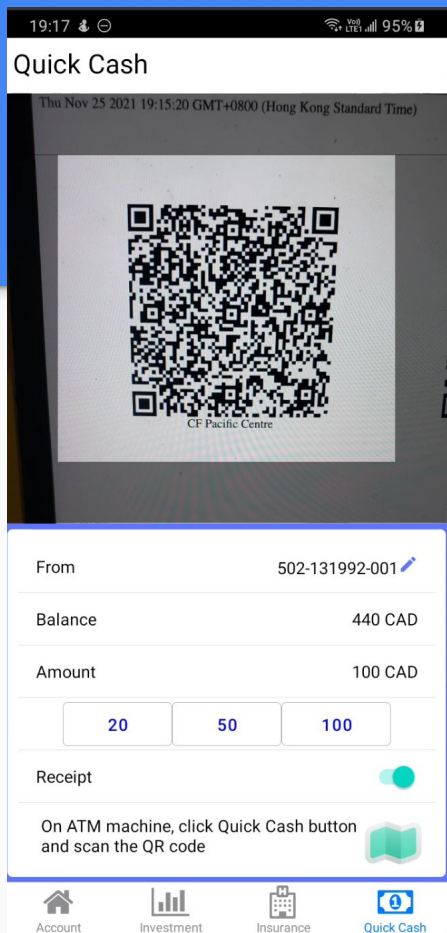 19:17
Vo)) LTE1 95%
Quick Cash
Thu Nov 25 2021 19:15:20 GMT+0800 (Hong Kong Standard Time)
CF Pacific Centre
From 502-131992-001
Balance 440 CAD
Amount 100 CAD
20 50 100
Receipt
On ATM machine, click Quick Cash button
and scan the QR code
Account Investment Insurance Quick Cash